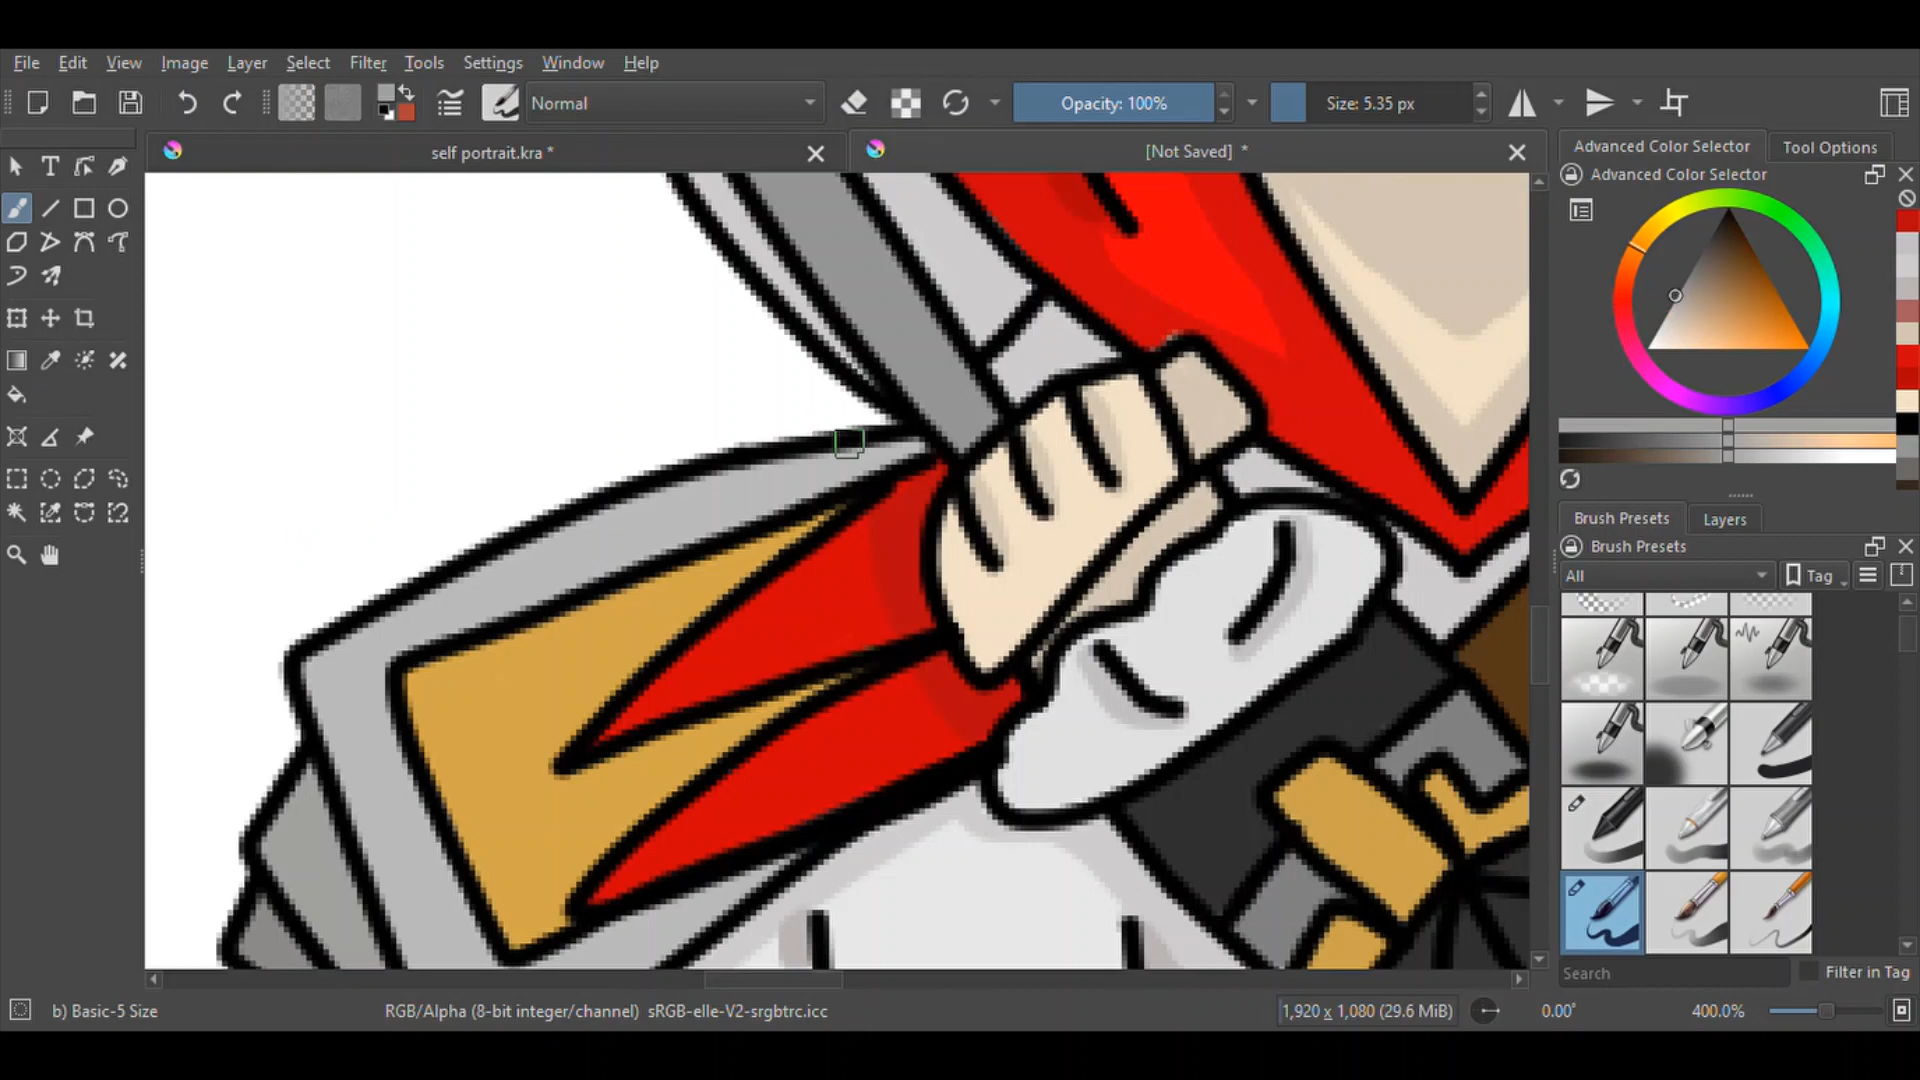 File Edit View Image Layer Select Filter Tools Settings Window Help
Normal
Opacity: 100%
Size: 5.35 px
self portrait.kra *
[Not Saved] *
Advanced Color Selector
Tool Options
Advanced Color Selector
Brush Presets
Layers
Brush Presets
All
Tag
Search
Filter in Tag
b) Basic-5 Size
RGB/Alpha (8-bit integer/channel) sRGB-elle-V2-srgbtrc.icc
1,920 x 1,080 (29.6 MiB)
0.00°
400.0%